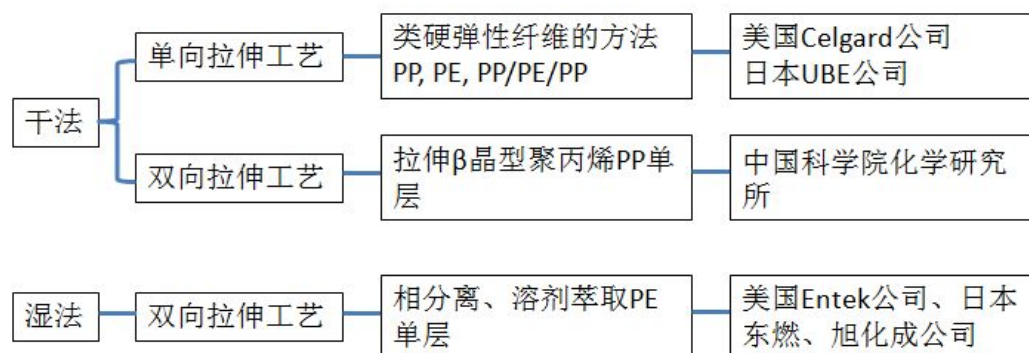 干法
单向拉伸工艺
类硬弹性纤维的方法
PP, PE, PP/PE/PP
美国Celgard公司
日本UBE公司
双向拉伸工艺
拉伸β晶型聚丙烯PP单
层
中国科学院化学研究
所
湿法
双向拉伸工艺
相分离、溶剂萃取PE
单层
美国Entek公司、日本
东燃、旭化成公司